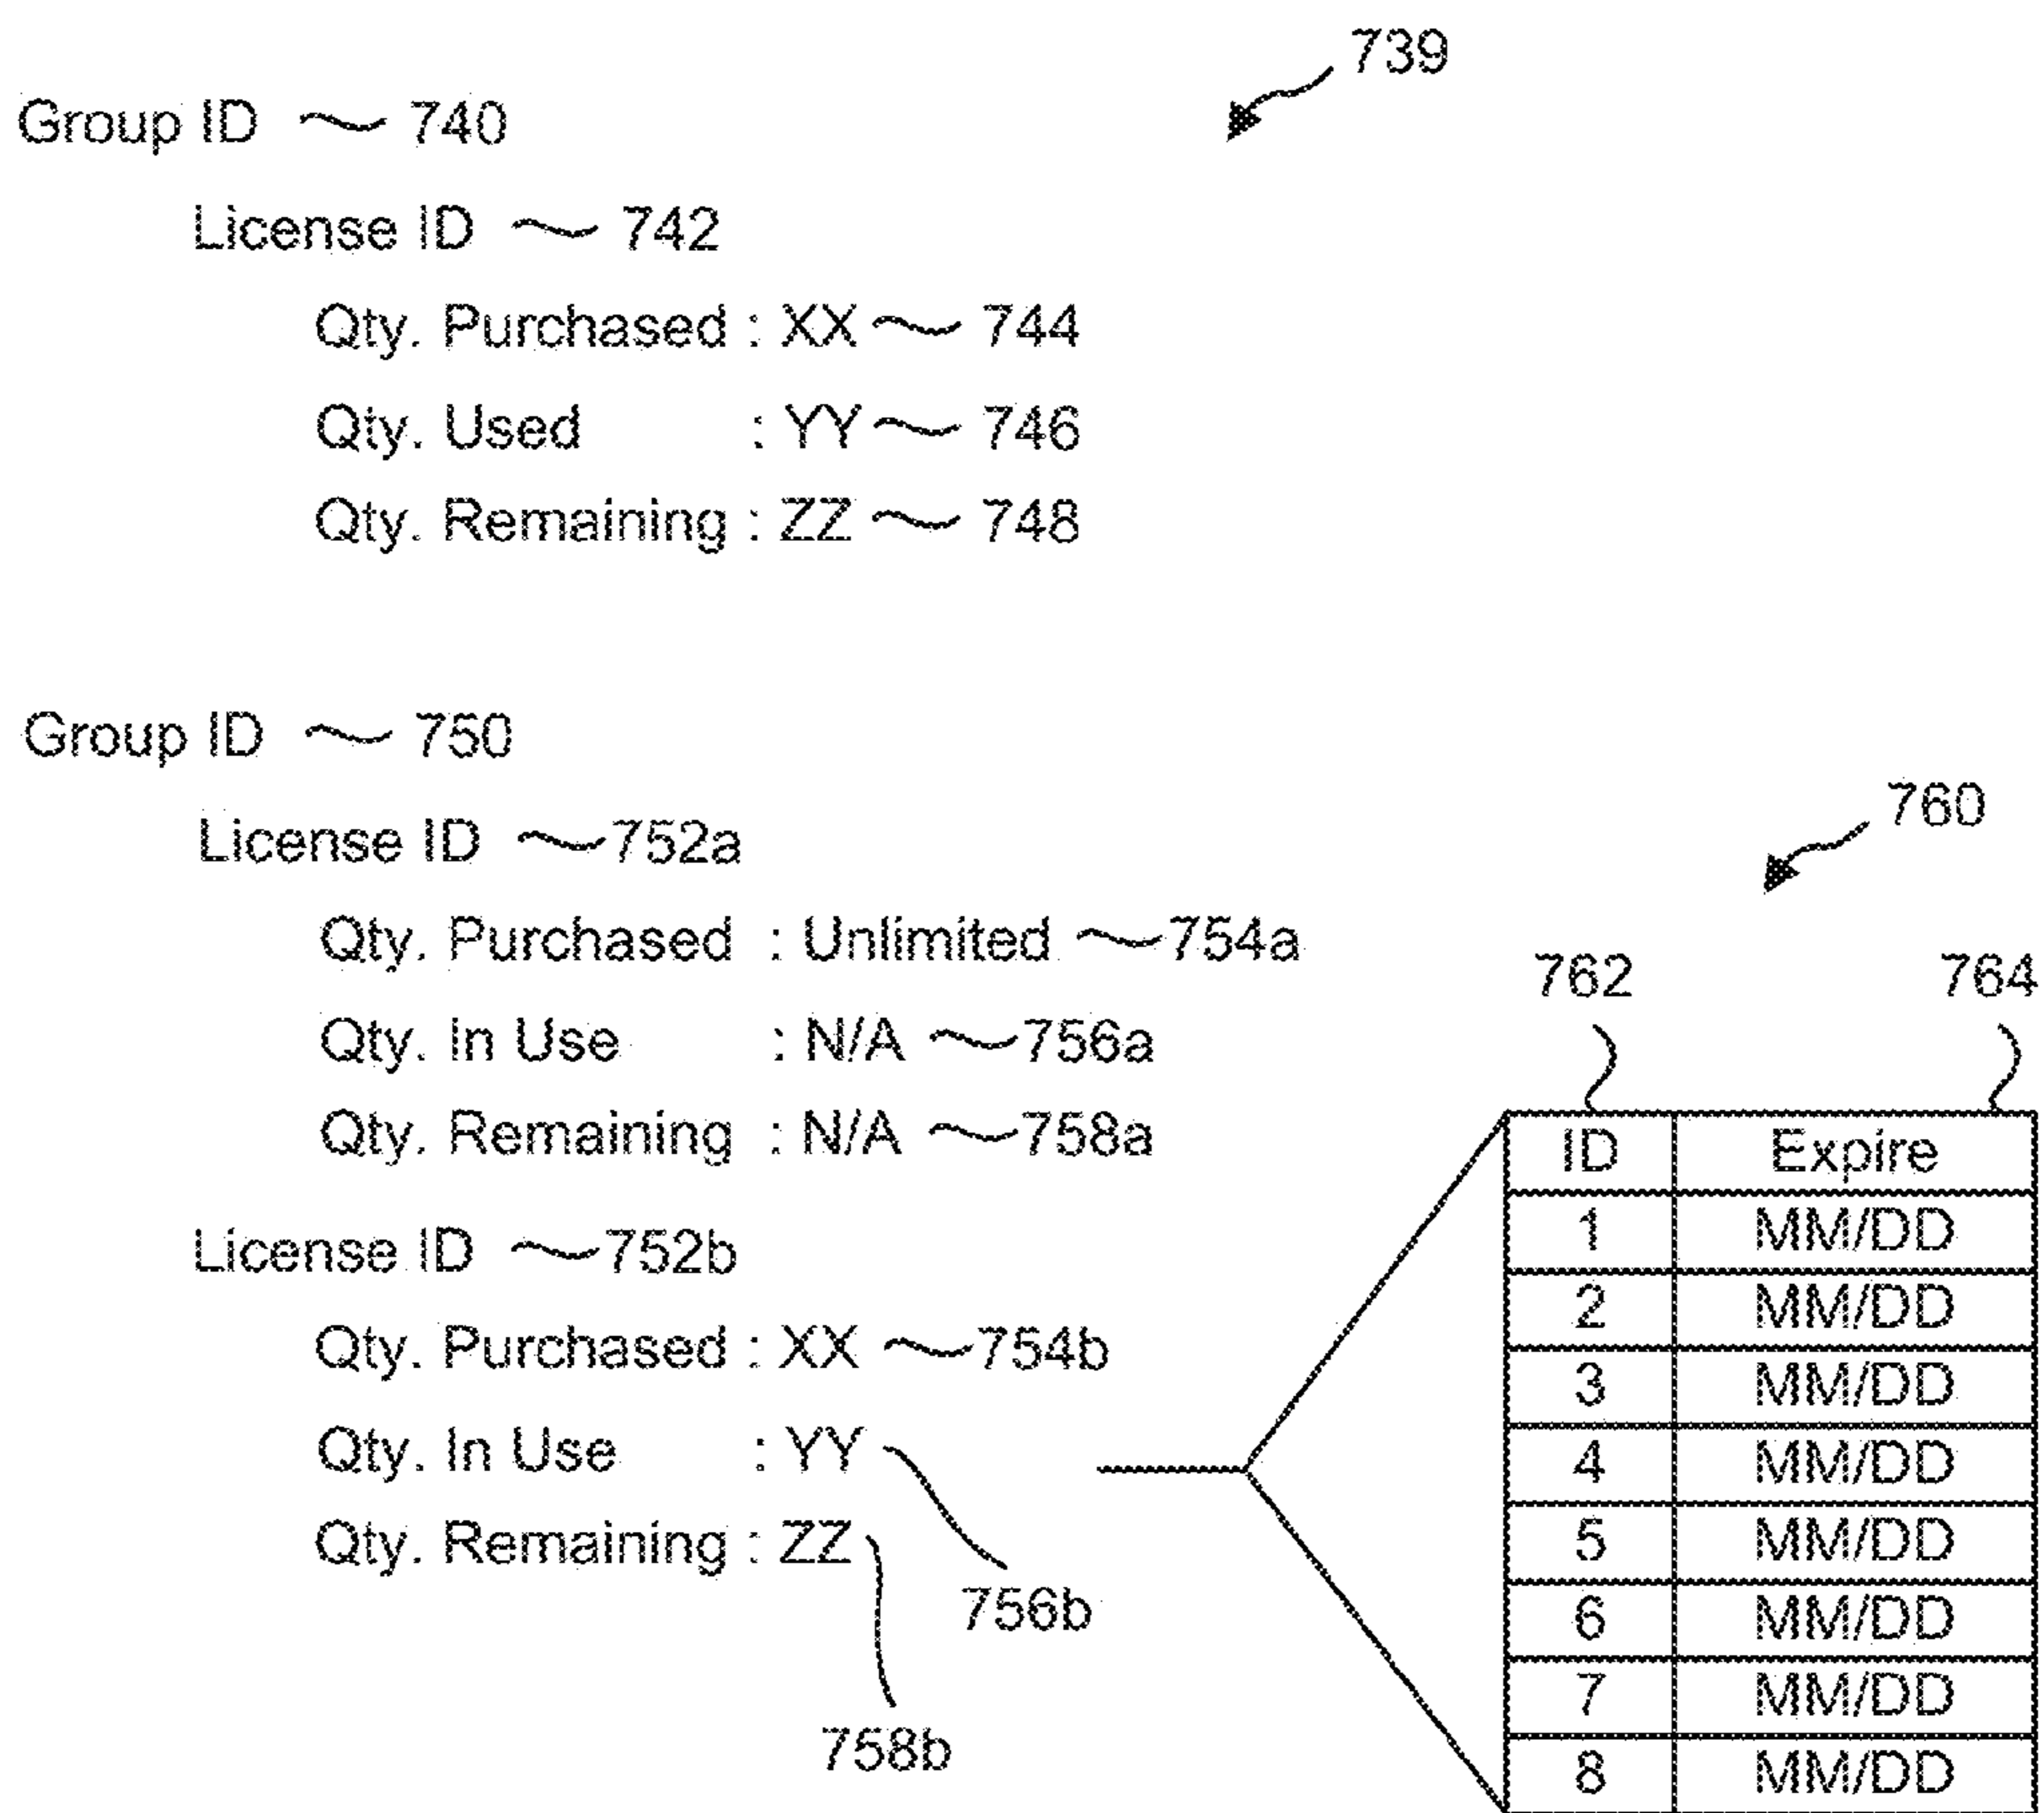 739
Group ID 740
License ID 742
Qty. Purchased : XX 744
Qty. Used : YY 746
Qty. Remaining : ZZ 748
Group ID 750
License ID 752a
Qty. Purchased : Unlimited 754a
Qty. In Use : N/A 756a
Qty. Remaining : N/A 758a
License ID 752b
Qty. Purchased : XX 754b
Qty. In Use : YY
Qty. Remaining : ZZ
756b
758b
760
762 764
ID Expire
1 MM/DD
2 MM/DD
3 MM/DD
4 MM/DD
5 MM/DD
6 MM/DD
7 MM/DD
8 MM/DD